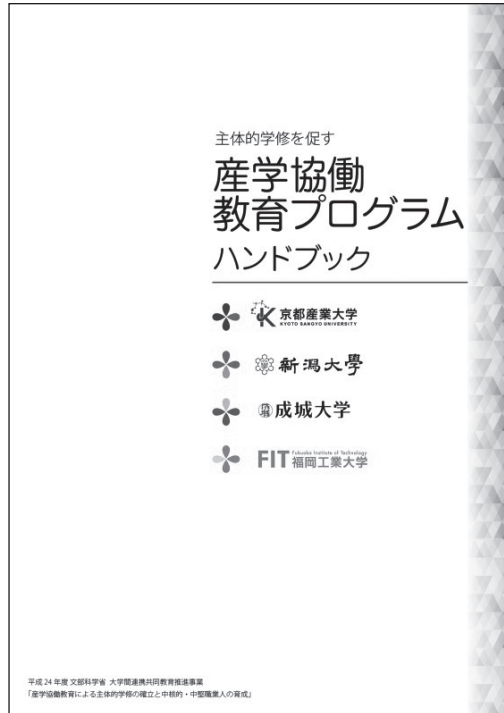 主体的学修を促す
産学協働
教育プログラム
ハンドブック
京都産業大学
KYOTO SANGYO UNIVERSITY
新潟大學
成城大学
FIT Fukuoka Institute of Technology
福岡工業大学
平成 24 年度 文部科学省 大学間連携共同教育推進事業
「産学協働教育による主体的学修の確立と中核的・中堅職業人の育成」